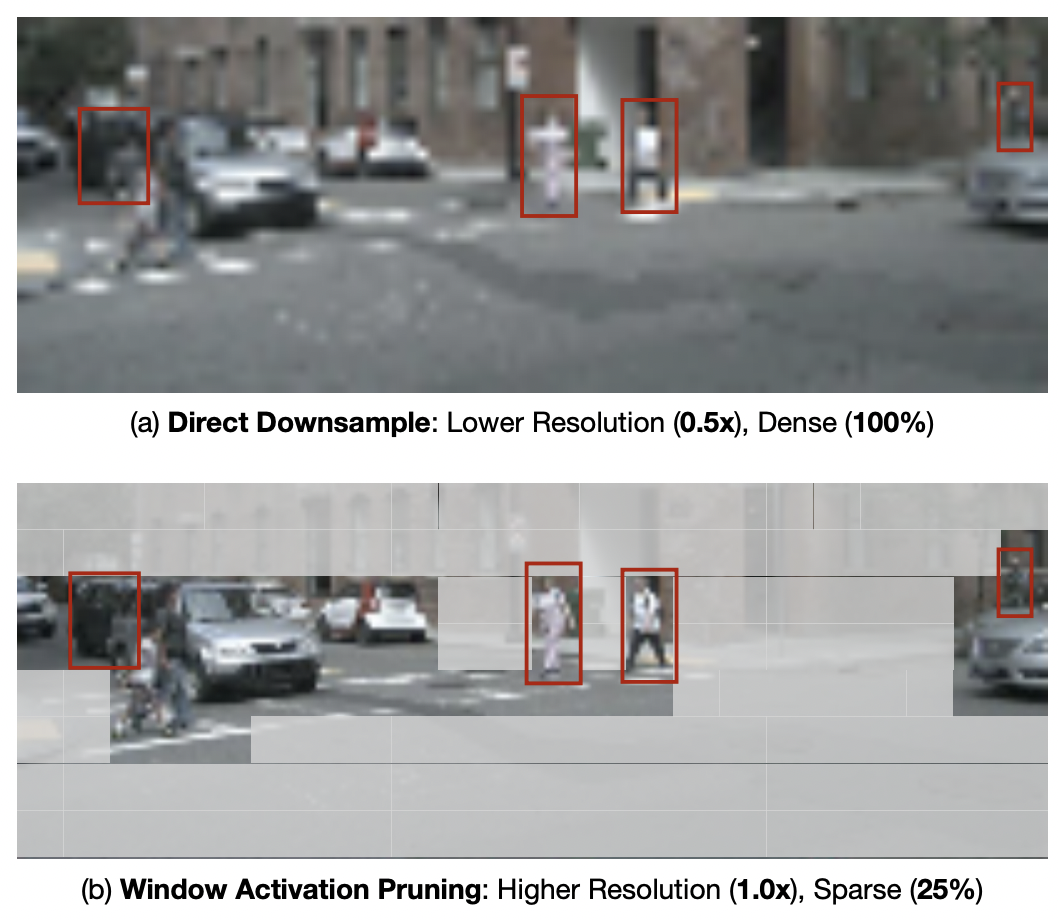 (a) Direct Downsample: Lower Resolution (0.5x), Dense (100%)
(b) Window Activation Pruning: Higher Resolution (1.0x), Sparse (25%)